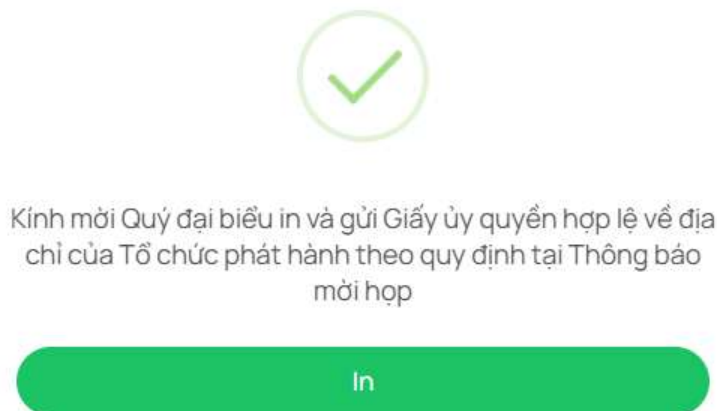 Kính mời Quý đại biểu in và gửi Giấy ủy quyền hợp lệ về địa
chỉ của Tổ chức phát hành theo quy định tại Thông báo
mời họp
In